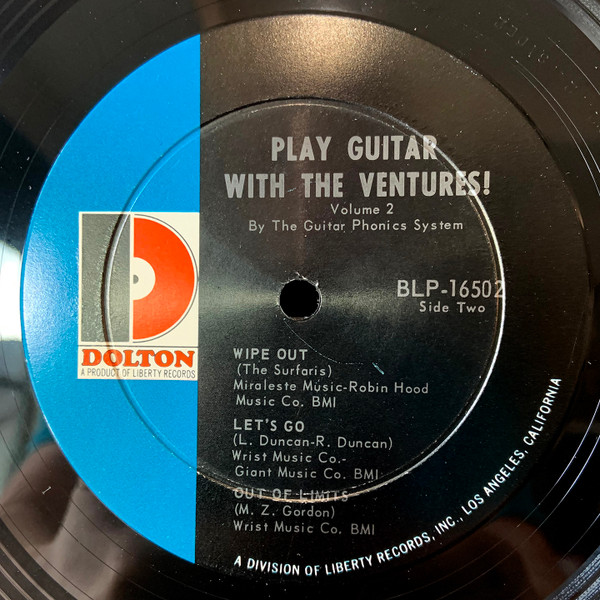 PLAY GUITAR
WITH THE VENTURES!
Volume 2
By The Guitar Phonics System
BLP-16502
Side Two
DOLTON
A PRODUCT OF LIBERTY RECORDS
WIPE OUT
(The Surfaris)
Miraleste Music-Robin Hood
Music Co. BMI
LET'S GO
(L. Duncan-R. Duncan)
Wrist Music Co.-
Giant Music Co. BMI
OUT OF LIMITS
(M. Z. Gordon)
Wrist Music Co. BMI
A DIVISION OF LIBERTY RECORDS, INC., LOS ANGELES, CALIFORNIA